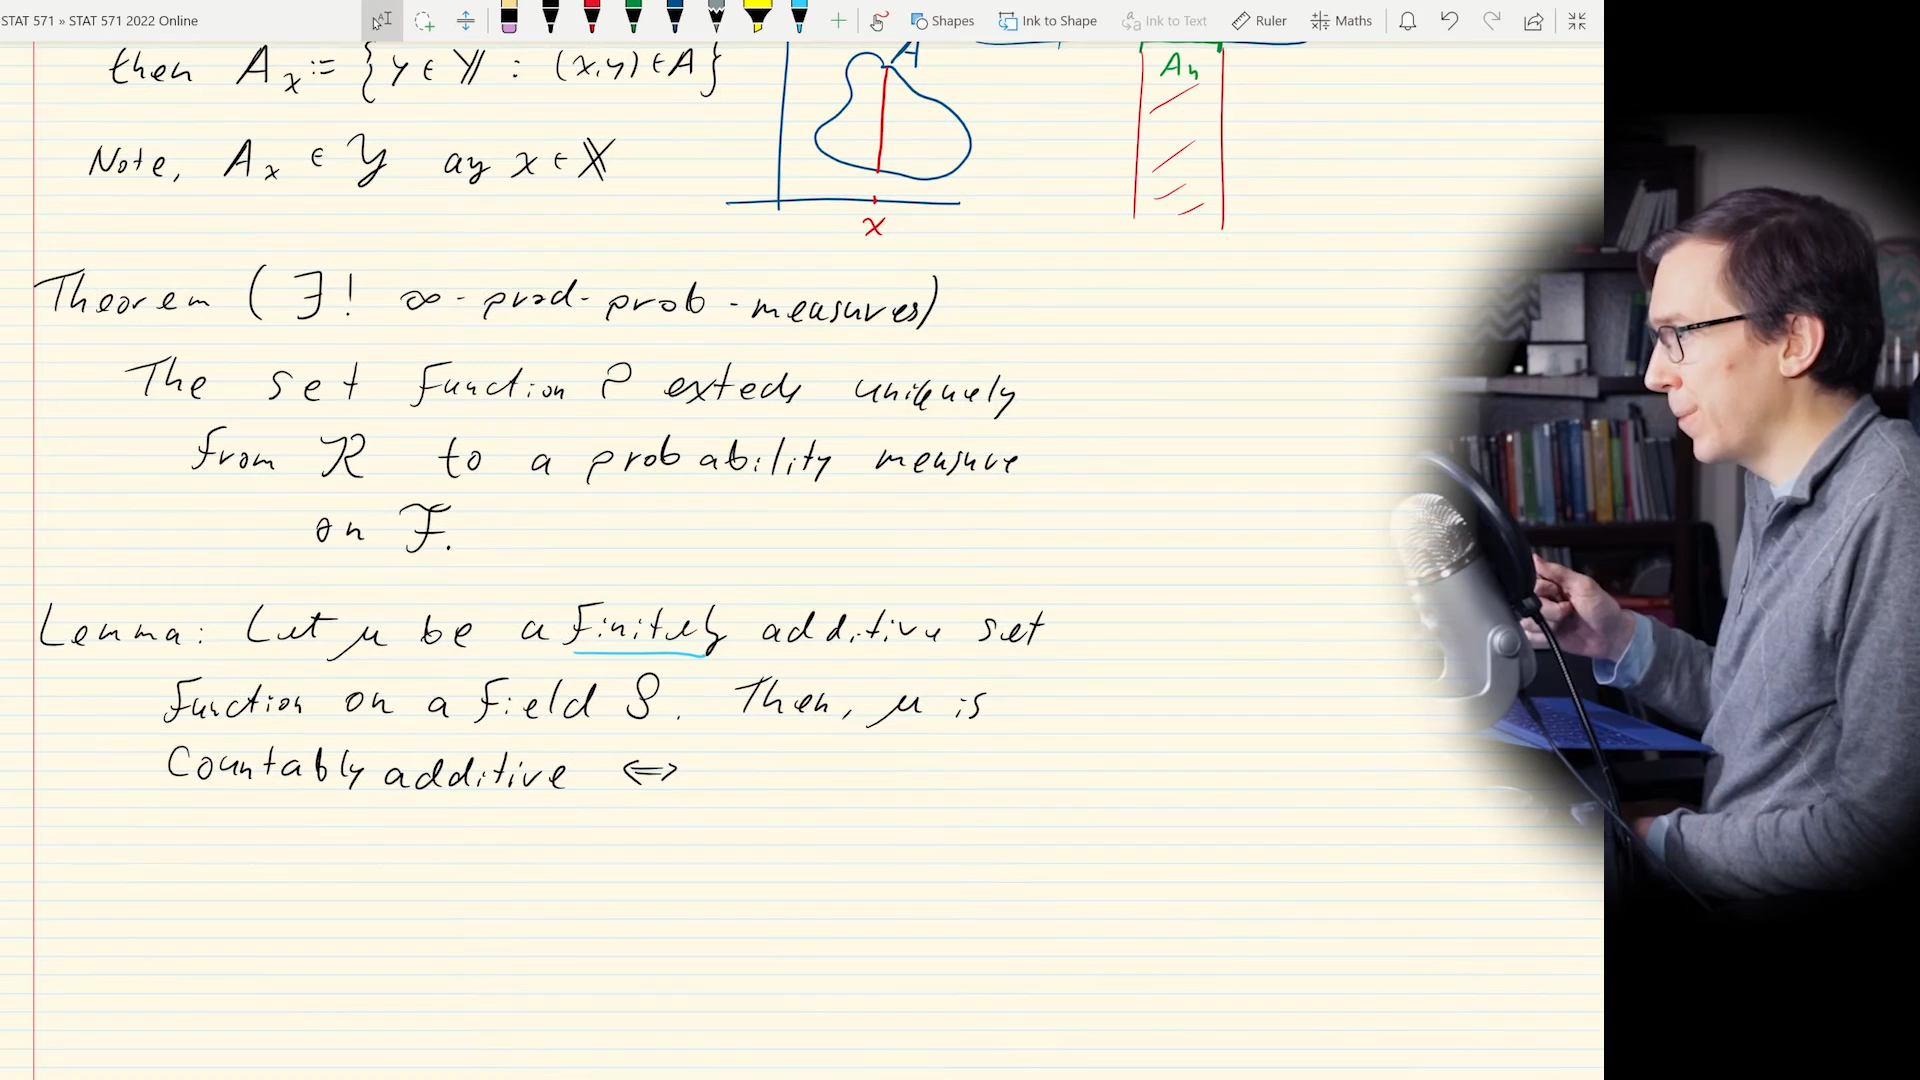 STAT 571 » STAT 571 2022 Online
Shapes Ink to Shape Ink to Text Ruler Maths
then A_x := {y ∈ 𝕐 : (x,y) ∈ A}
A
An
Note, A_x ∈ 𝒴 ay x ∈ 𝕏
x
Theorem (∃! ∞-prod-prob-measures)
The set function P exteds uniquely
from ℛ to a probability measure
on ℱ.
Lemma: Let μ be a finitely additive set
function on a field 𝒮. Then, μ is
Countably additive ⇔